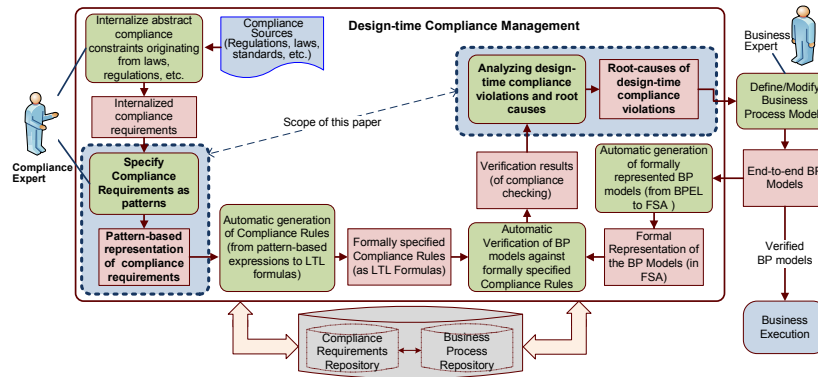 Design-time Compliance Management
Internalize abstract
compliance
constraints originating
from laws,
regulations, etc.
Compliance
Sources
(Regulations, laws,
standards, etc.)
Business
Expert
Analyzing design-
time compliance
violations and root
causes
Root-causes of
design-time
compliance
violations
Define/Modify
Business
Process Model
Internalized
compliance
requirements
Scope of this paper
Compliance
Expert
Specify
Compliance
Requirements as
patterns
Verification results
(of compliance
checking)
Automatic generation
of formally
represented BP
models (from BPEL
to FSA )
End-to-end BP
Models
Pattern-based
representation
of compliance
requirements
Automatic generation
of Compliance Rules
(from pattern-based
expressions to LTL
formulas)
Formally specified
Compliance Rules
(as LTL Formulas)
Automatic
Verification of BP
models against
formally specified
Compliance Rules
Formal
Representation of
the BP Models (in
FSA)
Verified
BP models
Compliance
Requirements
Repository
Business
Process
Repository
Business
Execution